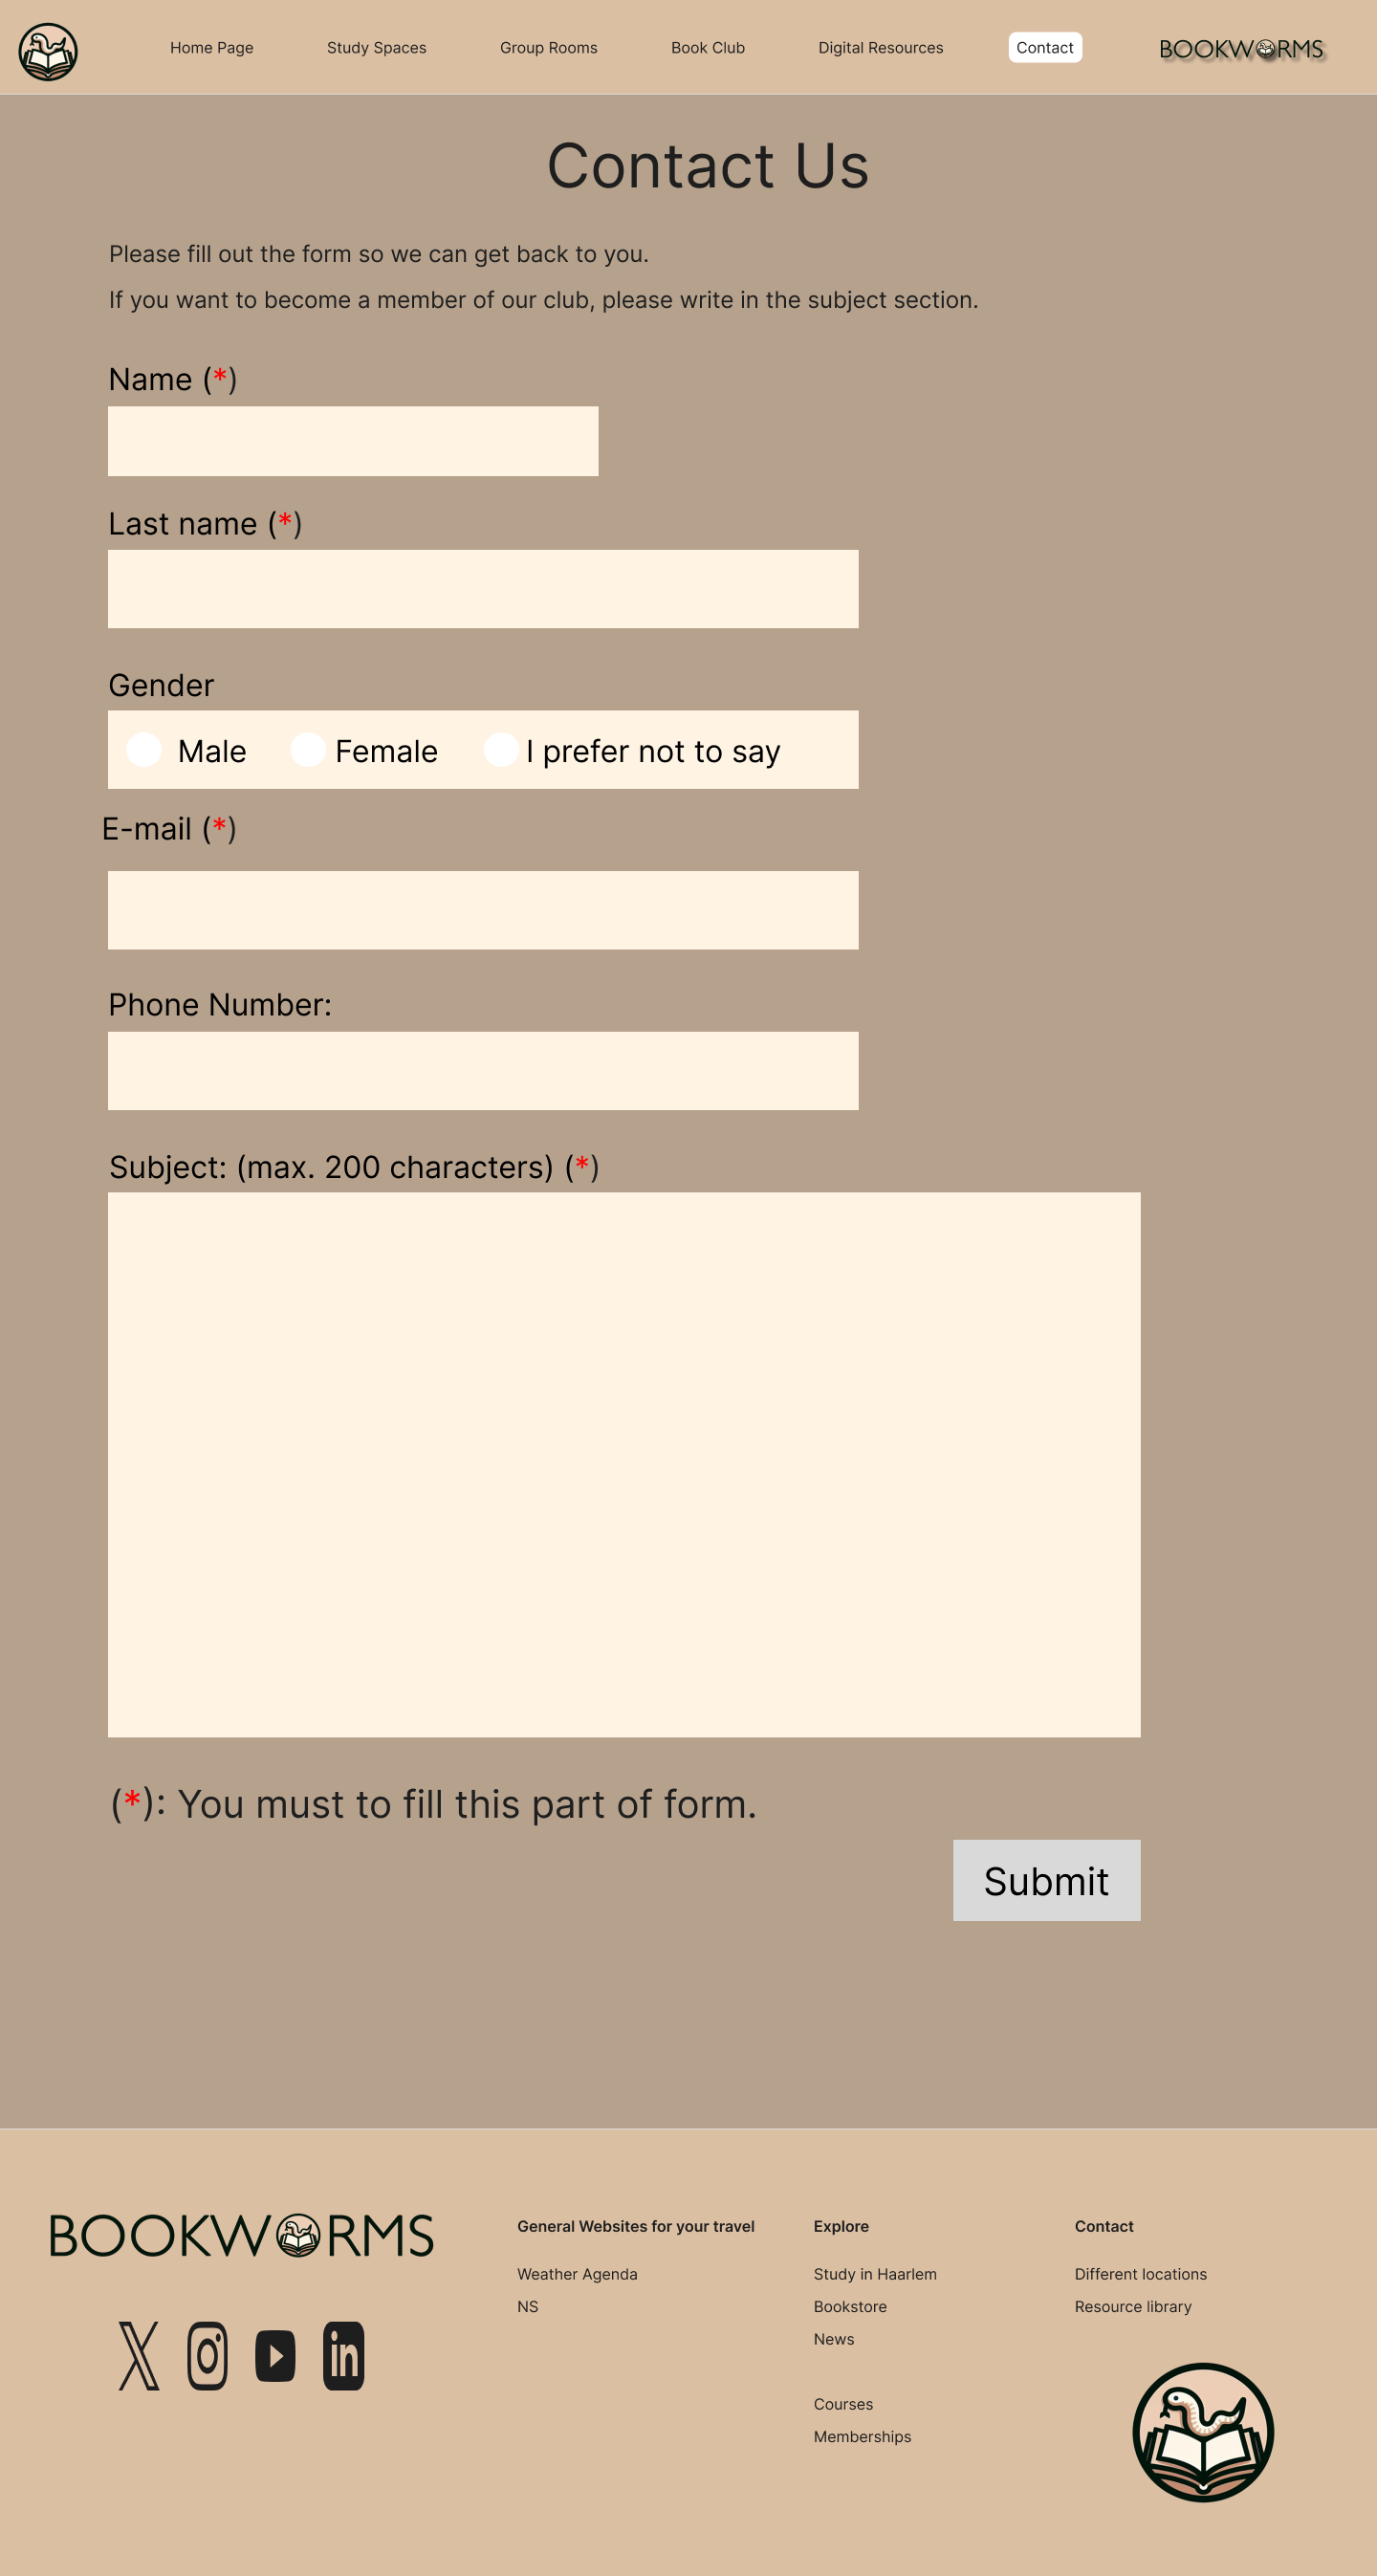 Home Page Study Spaces Group Rooms Book Club Digital Resources Contact BOOKWORMS
Contact Us
Please fill out the form so we can get back to you.
If you want to become a member of our club, please write in the subject section.
Name (*)
Last name (*)
Gender
Male Female I prefer not to say
E-mail (*)
Phone Number:
Subject: (max. 200 characters) (*)
(*): You must to fill this part of form.
Submit
BOOKWORMS
General Websites for your travel
Weather Agenda
NS
Explore
Study in Haarlem
Bookstore
News
Courses
Memberships
Contact
Different locations
Resource library
in